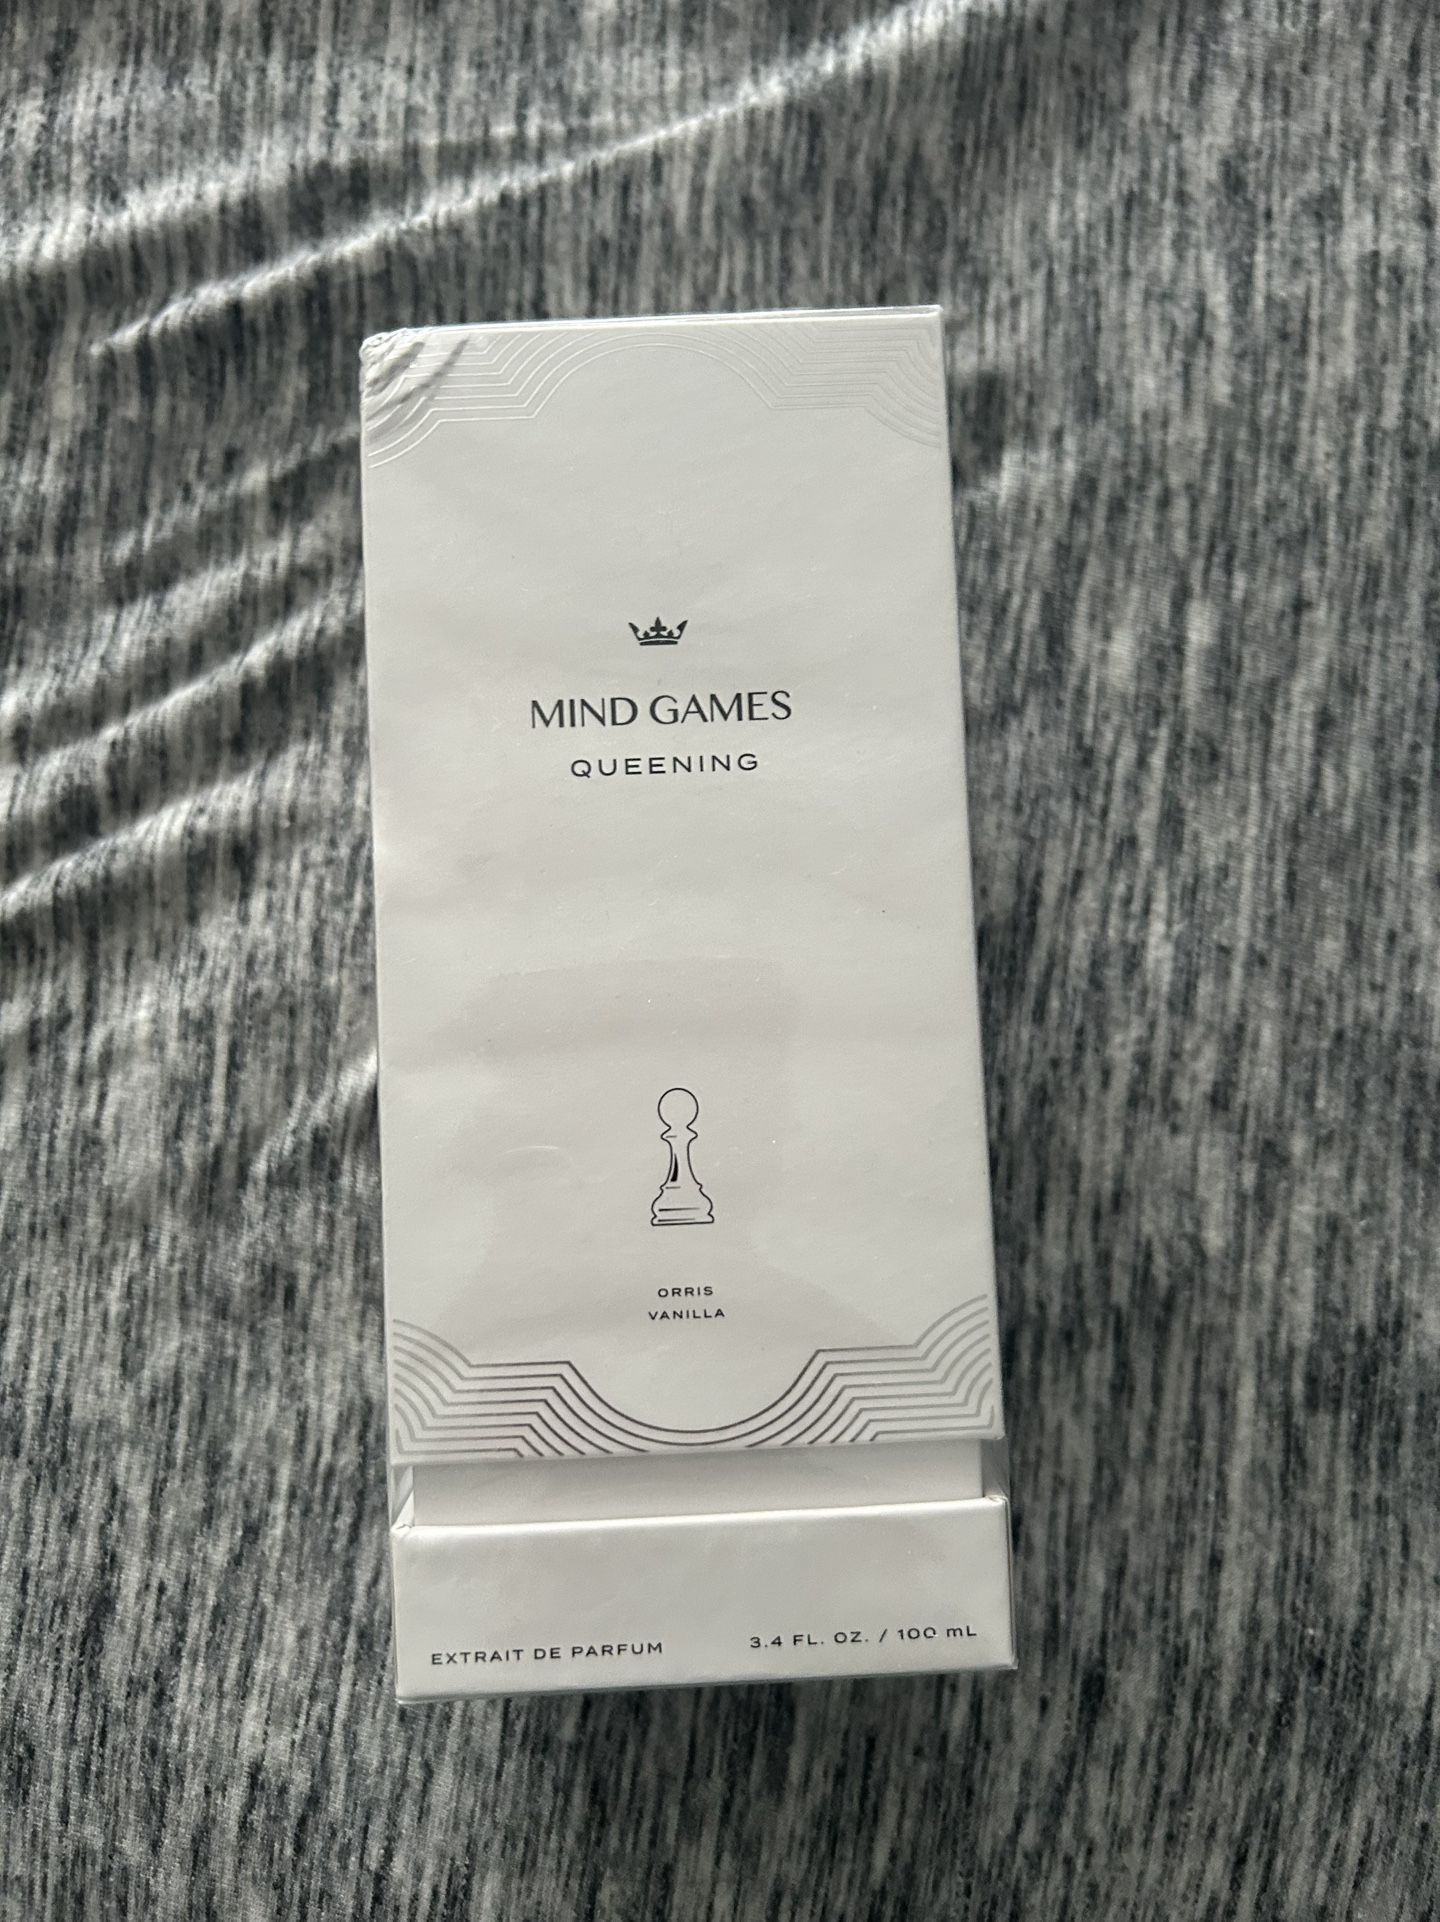 MIND GAMES
QUEENING
ORRIS
VANILLA
EXTRAIT DE PARFUM
3.4 FL. OZ. / 100 mL